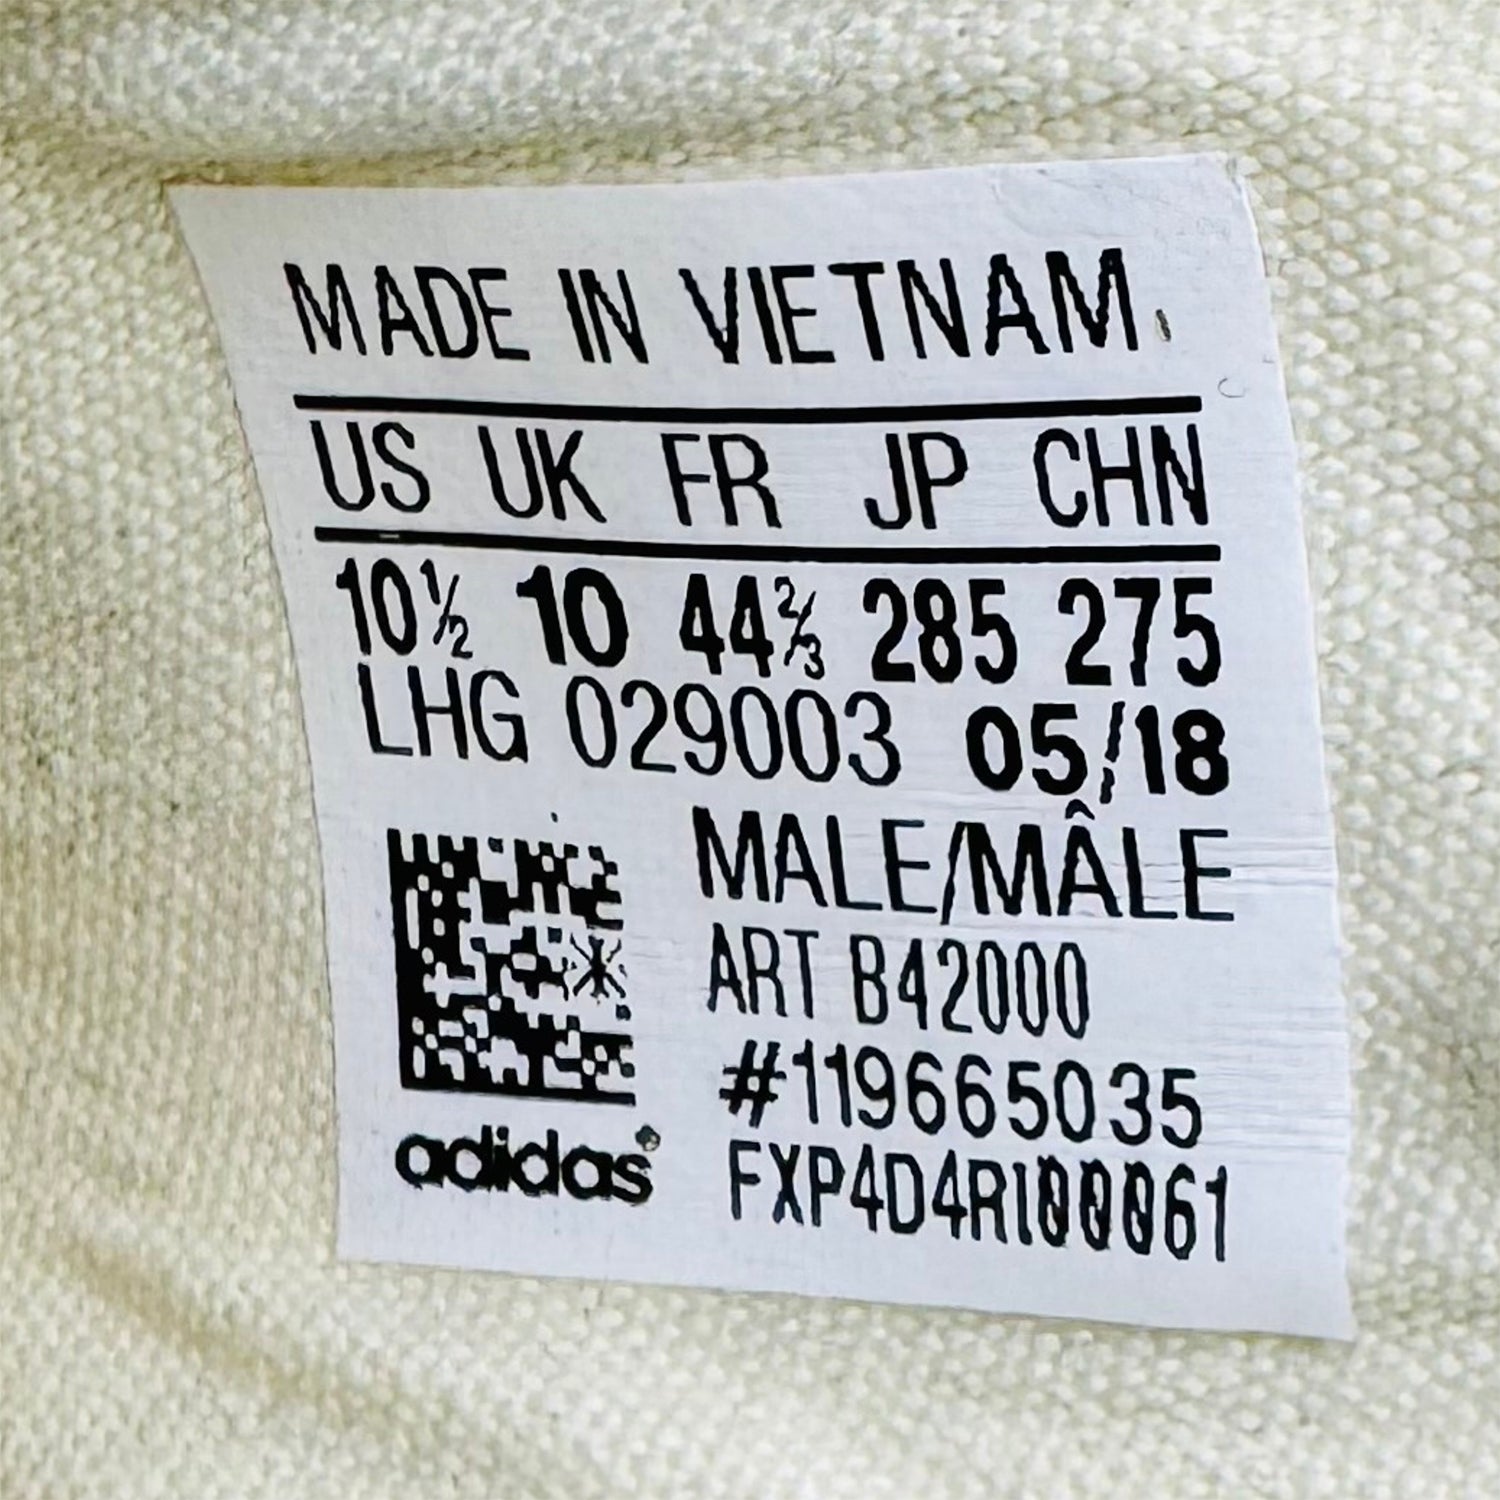 MADE IN VIETNAM
US UK FR JP CHN
10½ 10 44⅔ 285 275
LHG 029003 05/18
MALE/MÂLE
ART B42000
#119665035
FXP4D4RI00061
adidas®